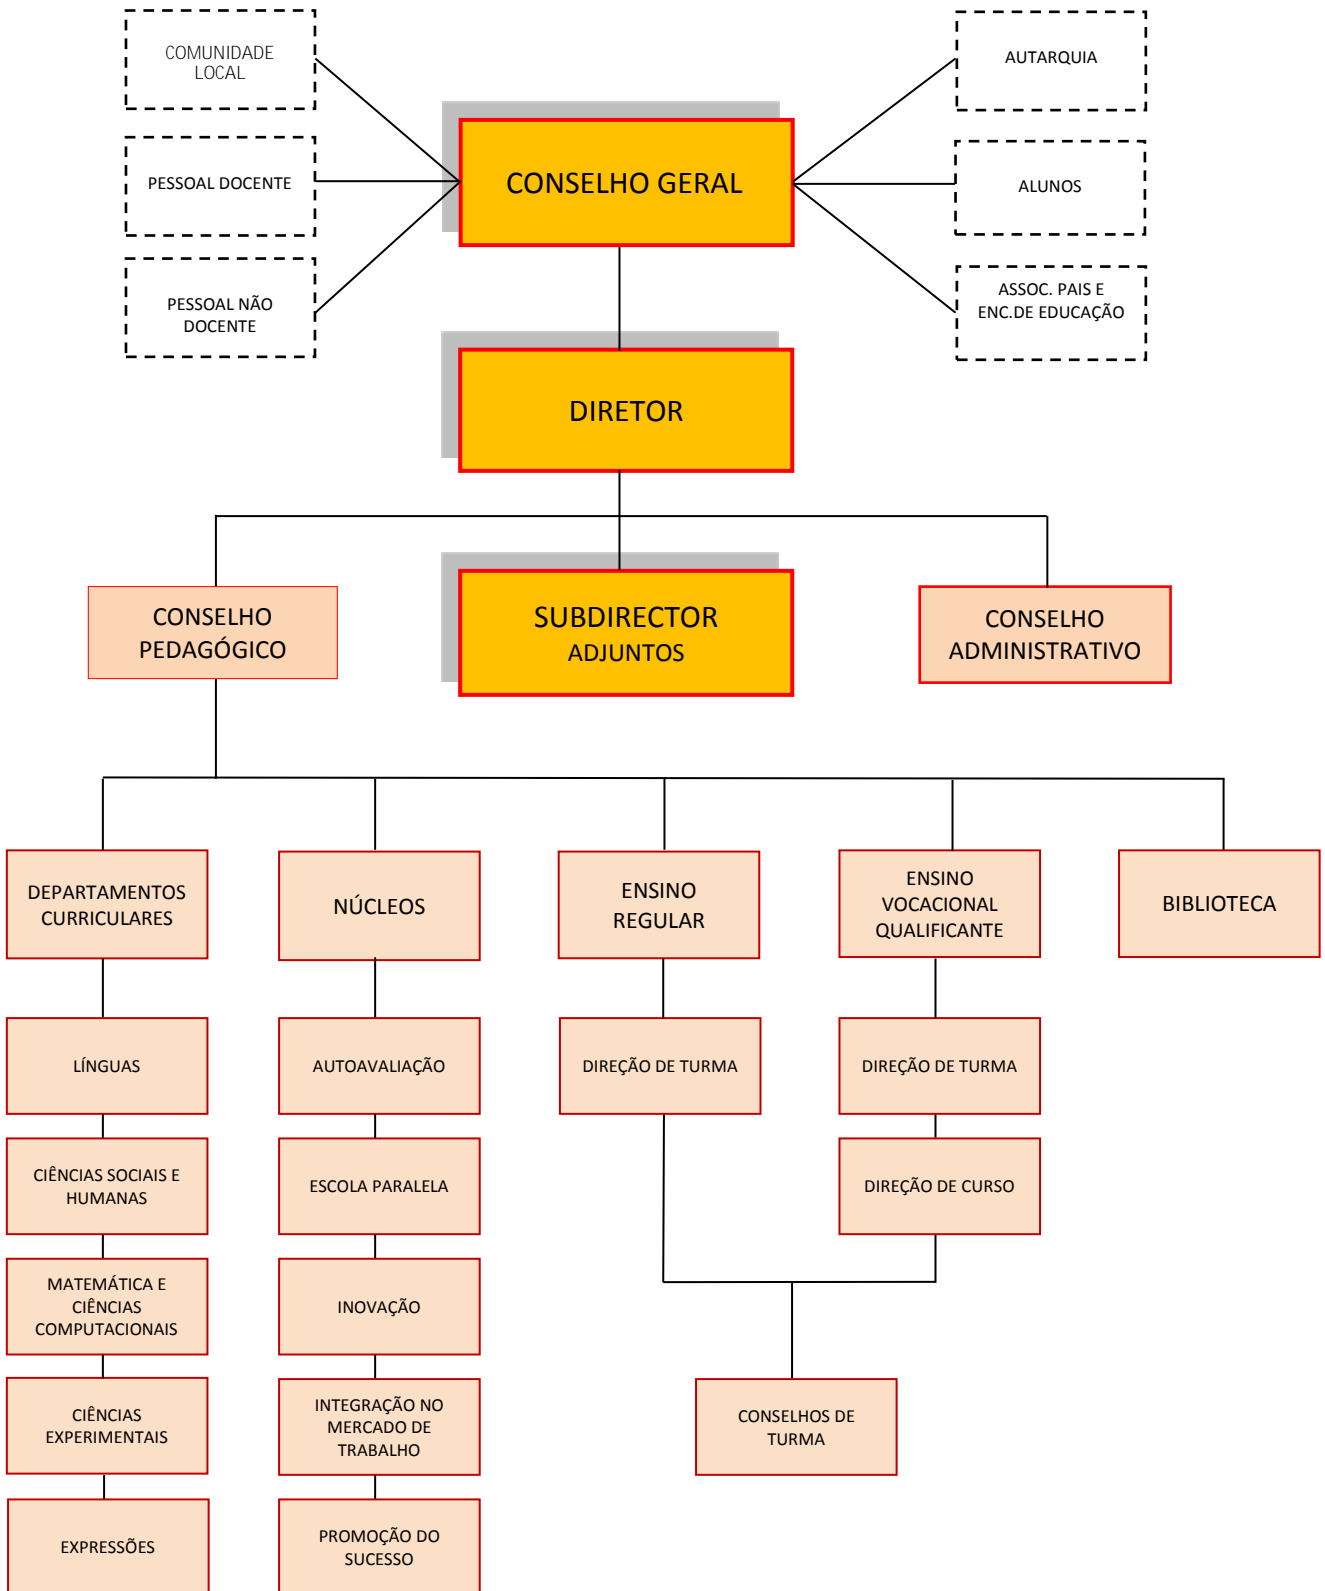 COMUNIDADE
LOCAL
AUTARQUIA
CONSELHO GERAL
PESSOAL DOCENTE
ALUNOS
PESSOAL NÃO
DOCENTE
ASSOC. PAIS E
ENC.DE EDUCAÇÃO
DIRETOR
CONSELHO
PEDAGÓGICO
SUBDIRECTOR
ADJUNTOS
CONSELHO
ADMINISTRATIVO
DEPARTAMENTOS
CURRICULARES
NÚCLEOS
ENSINO
REGULAR
ENSINO
VOCACIONAL
QUALIFICANTE
BIBLIOTECA
LÍNGUAS
AUTOAVALIAÇÃO
DIREÇÃO DE TURMA
DIREÇÃO DE TURMA
CIÊNCIAS SOCIAIS E
HUMANAS
ESCOLA PARALELA
DIREÇÃO DE CURSO
MATEMÁTICA E
CIÊNCIAS
COMPUTACIONAIS
INOVAÇÃO
CIÊNCIAS
EXPERIMENTAIS
INTEGRAÇÃO NO
MERCADO DE
TRABALHO
CONSELHOS DE
TURMA
EXPRESSÕES
PROMOÇÃO DO
SUCESSO